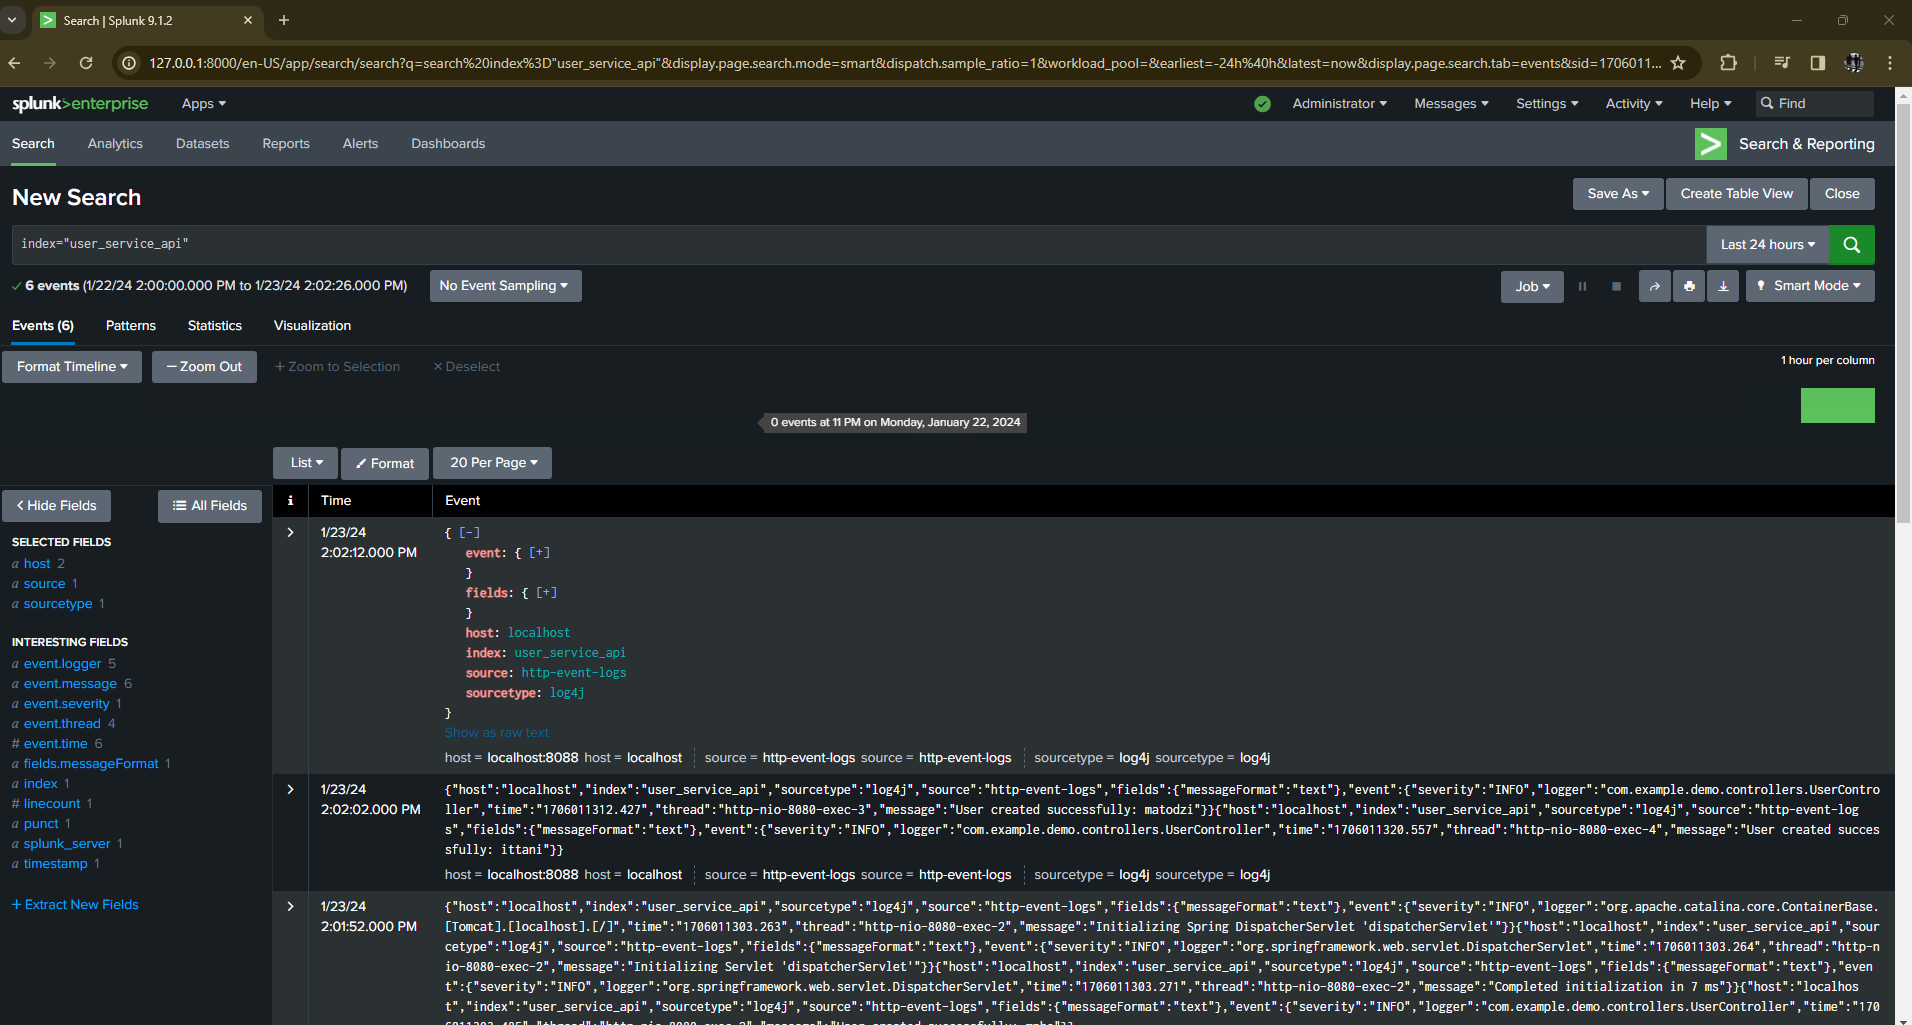 Search | Splunk 9.1.2
127.0.0.1:8000/en-US/app/search/search?q=search%20index%3D"user_service_api"&display.page.search.mode=smart&dispatch.sample_ratio=1&workload_pool=&earliest=-24h%40h&latest=now&display.page.search.tab=events&sid=1706011...
splunk>enterprise Apps Administrator Messages Settings Activity Help Find
Search Analytics Datasets Reports Alerts Dashboards Search & Reporting
New Search Save As Create Table View Close
index="user_service_api" Last 24 hours
6 events (1/22/24 2:00:00.000 PM to 1/23/24 2:02:26.000 PM) No Event Sampling Job Smart Mode
Events (6) Patterns Statistics Visualization
Format Timeline — Zoom Out + Zoom to Selection × Deselect 1 hour per column
0 events at 11 PM on Monday, January 22, 2024
List Format 20 Per Page
< Hide Fields All Fields
SELECTED FIELDS
a host 2
a source 1
a sourcetype 1
INTERESTING FIELDS
a event.logger 5
a event.message 6
a event.severity 1
a event.thread 4
# event.time 6
a fields.messageFormat 1
a index 1
# linecount 1
a punct 1
a splunk_server 1
a timestamp 1
+ Extract New Fields
i Time Event
1/23/24
2:02:12.000 PM
{ [-]
event: { [+]
}
fields: { [+]
}
host: localhost
index: user_service_api
source: http-event-logs
sourcetype: log4j
}
Show as raw text
host = localhost:8088 host = localhost source = http-event-logs source = http-event-logs sourcetype = log4j sourcetype = log4j
1/23/24
2:02:02.000 PM
{"host":"localhost","index":"user_service_api","sourcetype":"log4j","source":"http-event-logs","fields":{"messageFormat":"text"},"event":{"severity":"INFO","logger":"com.example.demo.controllers.UserContro
ller","time":"1706011312.427","thread":"http-nio-8080-exec-3","message":"User created successfully: matodzi"}}{"host":"localhost","index":"user_service_api","sourcetype":"log4j","source":"http-event-log
s","fields":{"messageFormat":"text"},"event":{"severity":"INFO","logger":"com.example.demo.controllers.UserController","time":"1706011320.557","thread":"http-nio-8080-exec-4","message":"User created succes
sfully: ittani"}}
host = localhost:8088 host = localhost source = http-event-logs source = http-event-logs sourcetype = log4j sourcetype = log4j
1/23/24
2:01:52.000 PM
{"host":"localhost","index":"user_service_api","sourcetype":"log4j","source":"http-event-logs","fields":{"messageFormat":"text"},"event":{"severity":"INFO","logger":"org.apache.catalina.core.ContainerBase.
[Tomcat].[localhost].[/]","time":"1706011303.263","thread":"http-nio-8080-exec-2","message":"Initializing Spring DispatcherServlet 'dispatcherServlet'"}}{"host":"localhost","index":"user_service_api","sour
cetype":"log4j","source":"http-event-logs","fields":{"messageFormat":"text"},"event":{"severity":"INFO","logger":"org.springframework.web.servlet.DispatcherServlet","time":"1706011303.264","thread":"http-n
io-8080-exec-2","message":"Initializing Servlet 'dispatcherServlet'"}}{"host":"localhost","index":"user_service_api","sourcetype":"log4j","source":"http-event-logs","fields":{"messageFormat":"text"},"even
t":{"severity":"INFO","logger":"org.springframework.web.servlet.DispatcherServlet","time":"1706011303.271","thread":"http-nio-8080-exec-2","message":"Completed initialization in 7 ms"}}{"host":"localhos
t","index":"user_service_api","sourcetype":"log4j","source":"http-event-logs","fields":{"messageFormat":"text"},"event":{"severity":"INFO","logger":"com.example.demo.controllers.UserController","time":"170